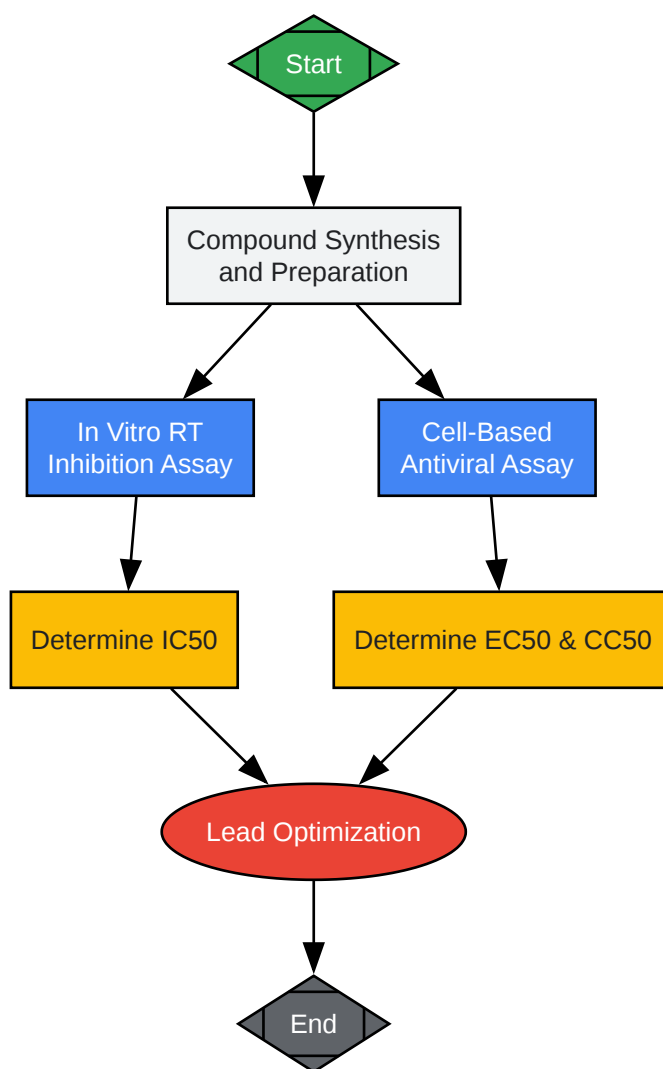 Start
Compound Synthesis
and Preparation
In Vitro RT
Inhibition Assay
Cell-Based
Antiviral Assay
Determine IC50
Determine EC50 & CC50
Lead Optimization
End